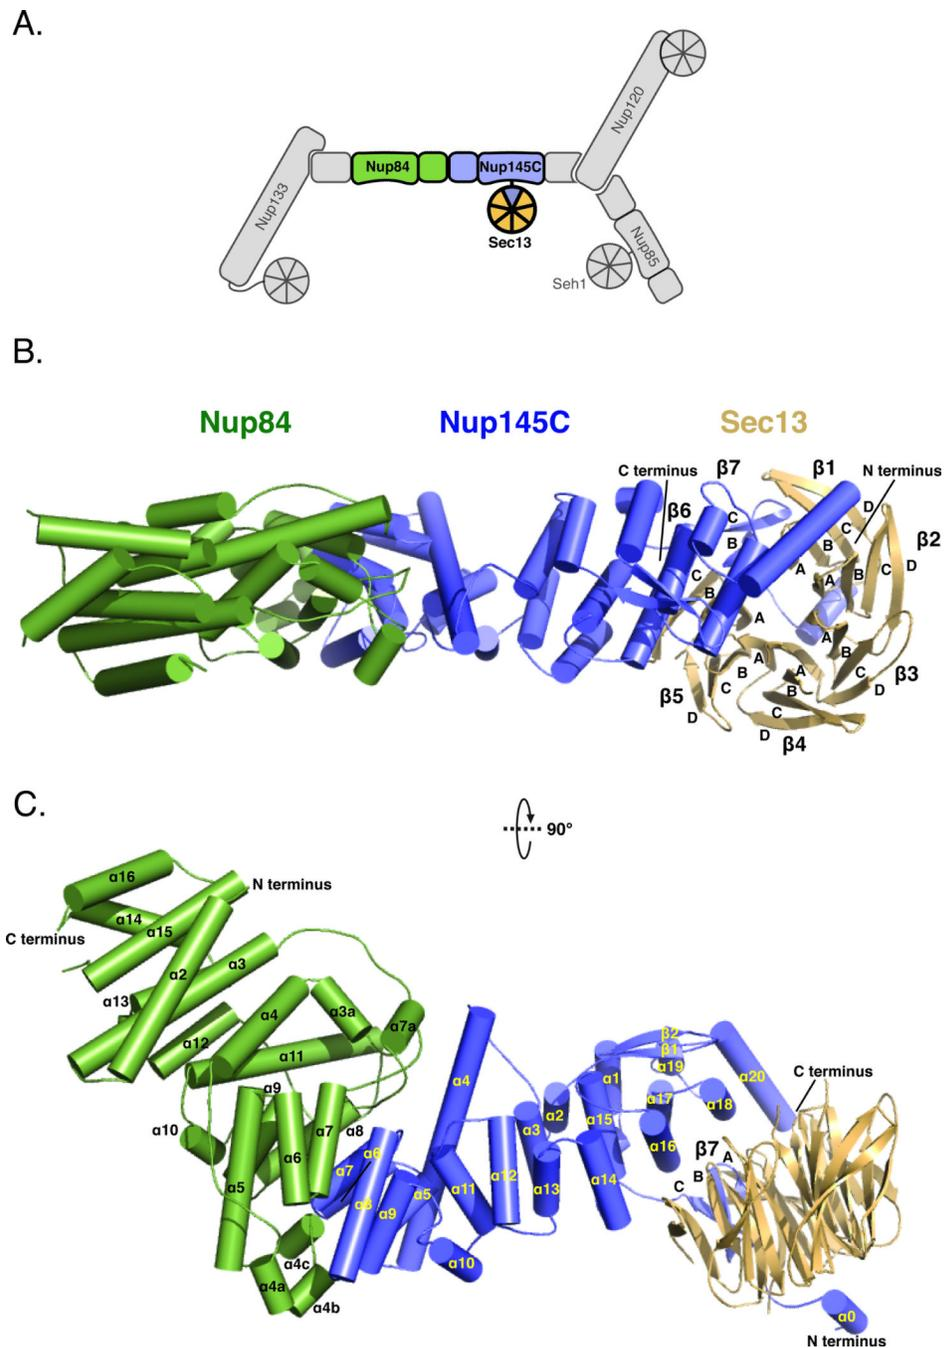 A.
Nup120
Nup84
Nup145C
Nup133
Sec13
Nup85
Seh1
B.
Nup84
Nup145C
Sec13
C terminus
β7
β1
N terminus
β6
C
D
B
C
β2
A
B
A
B
C
D
C
B
A
A
B
β3
A
B
C
A
B
C
D
β5
D
C
D
β4
C.
90°
α16
N terminus
α14
α15
C terminus
α2
α3
α13
α4
α3a
α7a
α12
α11
α9
α10
α7
α8
α6
α5
α4c
α4a
α4b
α4
β2
β1
α19
α1
α20
C terminus
α2
α17
α18
α3
α15
α16
α6
α7
β7
A
B
C
α8
α9
α5
α11
α12
α13
α14
α10
α0
N terminus